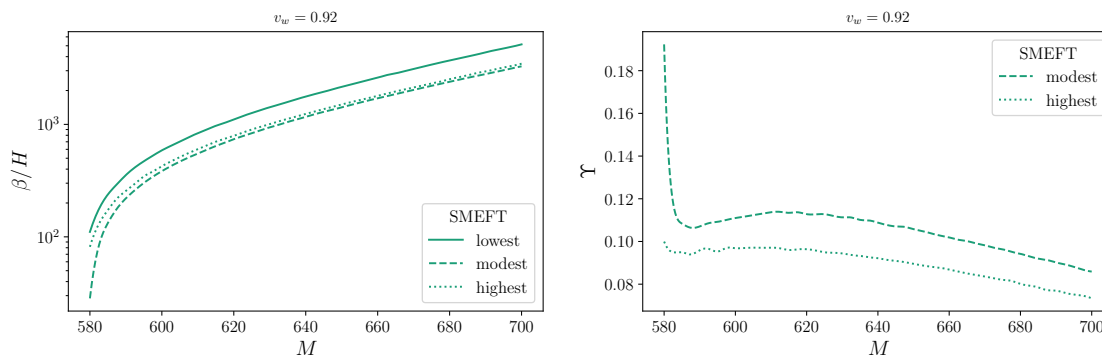 v_w = 0.92
10^3
10^2
β/H
SMEFT
lowest
modest
highest
580 600 620 640 660 680 700
M
v_w = 0.92
0.18
0.16
0.14
0.12
0.10
0.08
ϒ
SMEFT
modest
highest
580 600 620 640 660 680 700
M